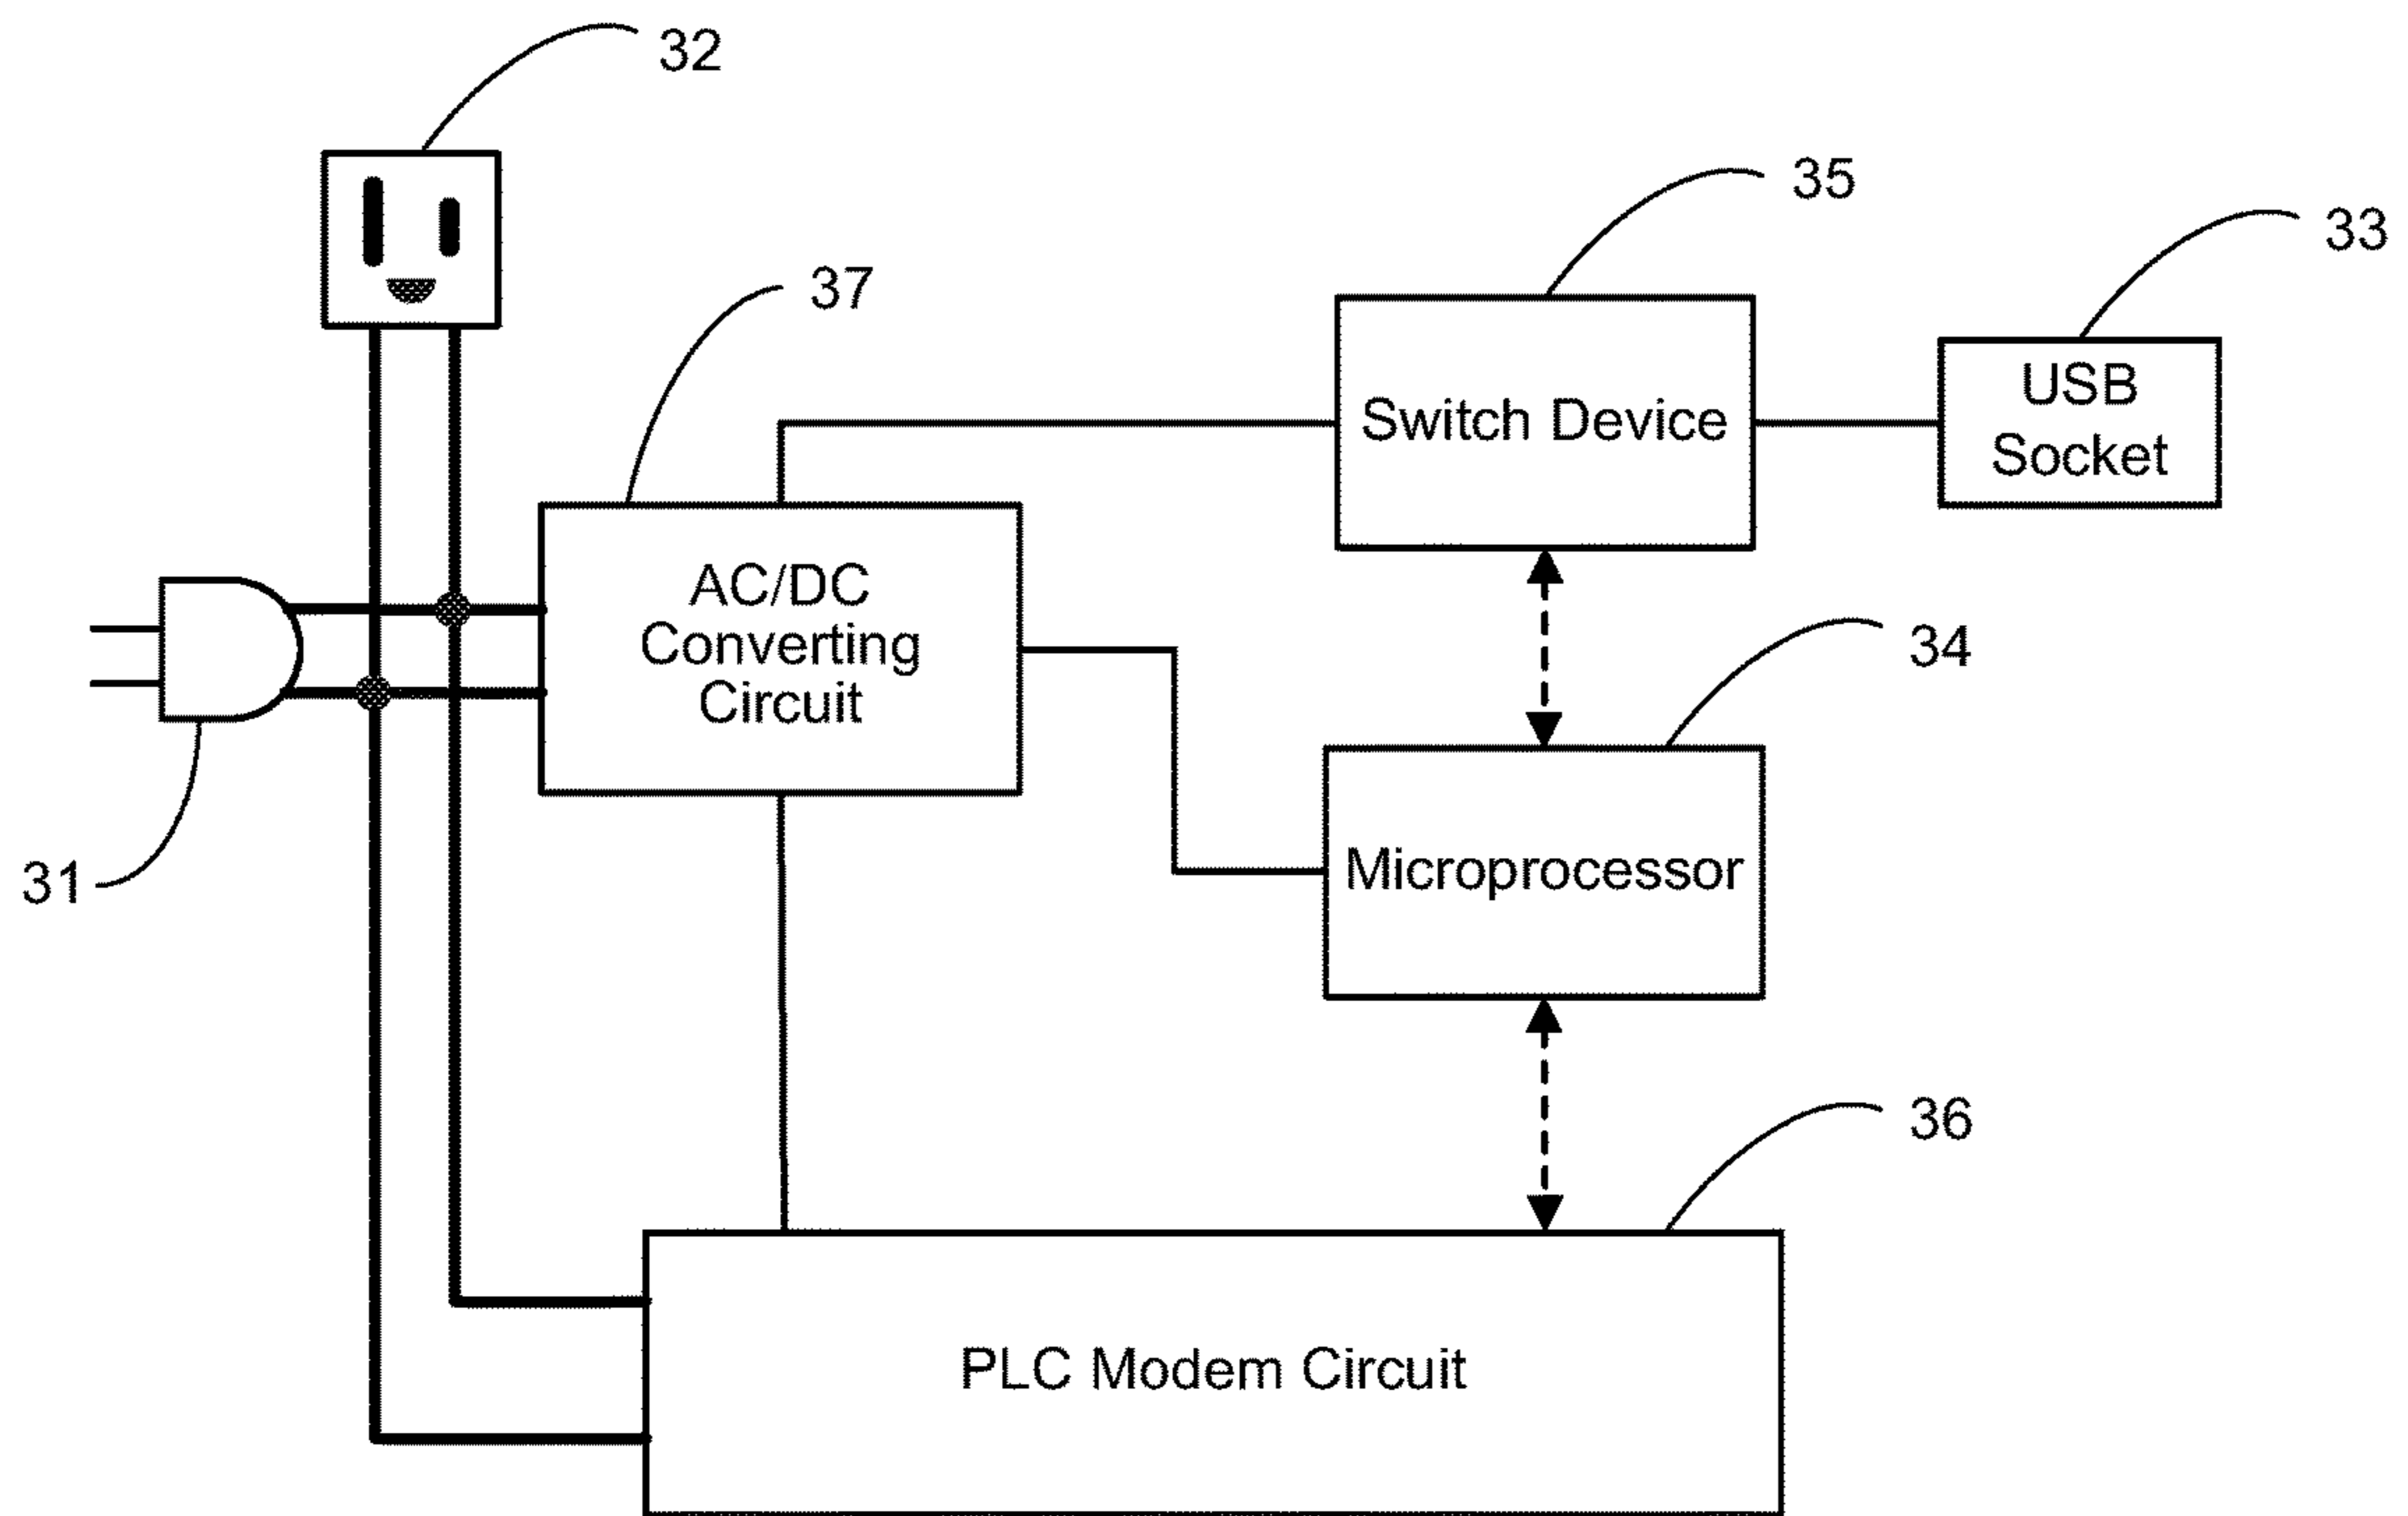 32
35
33
37
USB
Socket
Switch Device
AC/DC
Converting
Circuit
34
31
Microprocessor
36
PLC Modem Circuit